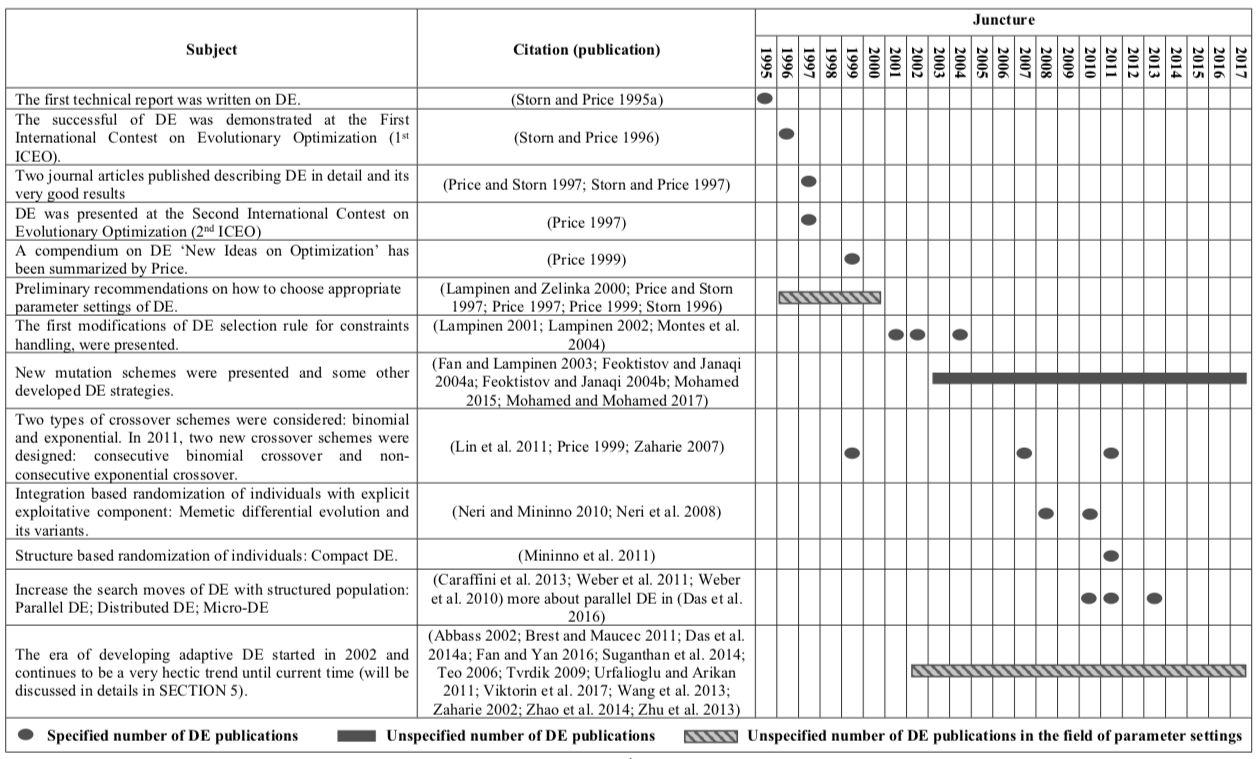 Subject
Citation (publication)
Juncture
1995
1996
1997
1998
1999
2000
2001
2002
2003
2004
2005
2006
2007
2008
2009
2010
2011
2012
2013
2014
2015
2016
2017
The first technical report was written on DE.
(Storn and Price 1995a)
The successful of DE was demonstrated at the First
International Contest on Evolutionary Optimization (1st
ICEO).
(Storn and Price 1996)
Two journal articles published describing DE in detail and its
very good results
(Price and Storn 1997; Storn and Price 1997)
DE was presented at the Second International Contest on
Evolutionary Optimization (2nd ICEO)
(Price 1997)
A compendium on DE ‘New Ideas on Optimization’ has
been summarized by Price.
(Price 1999)
Preliminary recommendations on how to choose appropriate
parameter settings of DE.
(Lampinen and Zelinka 2000; Price and Storn
1997; Price 1997; Price 1999; Storn 1996)
The first modifications of DE selection rule for constraints
handling, were presented.
(Lampinen 2001; Lampinen 2002; Montes et al.
2004)
New mutation schemes were presented and some other
developed DE strategies.
(Fan and Lampinen 2003; Feoktistov and Janaqi
2004a; Feoktistov and Janaqi 2004b; Mohamed
2015; Mohamed and Mohamed 2017)
Two types of crossover schemes were considered: binomial
and exponential. In 2011, two new crossover schemes were
designed: consecutive binomial crossover and non-
consecutive exponential crossover.
(Lin et al. 2011; Price 1999; Zaharie 2007)
Integration based randomization of individuals with explicit
exploitative component: Memetic differential evolution and
its variants.
(Neri and Mininno 2010; Neri et al. 2008)
Structure based randomization of individuals: Compact DE.
(Mininno et al. 2011)
Increase the search moves of DE with structured population:
Parallel DE; Distributed DE; Micro-DE
(Caraffini et al. 2013; Weber et al. 2011; Weber
et al. 2010) more about parallel DE in (Das et al.
2016)
The era of developing adaptive DE started in 2002 and
continues to be a very hectic trend until current time (will be
discussed in details in SECTION 5).
(Abbass 2002; Brest and Maucec 2011; Das et al.
2014a; Fan and Yan 2016; Suganthan et al. 2014;
Teo 2006; Tvrdik 2009; Urfalioglu and Arikan
2011; Viktorin et al. 2017; Wang et al. 2013;
Zaharie 2002; Zhao et al. 2014; Zhu et al. 2013)
Specified number of DE publications
Unspecified number of DE publications
Unspecified number of DE publications in the field of parameter settings